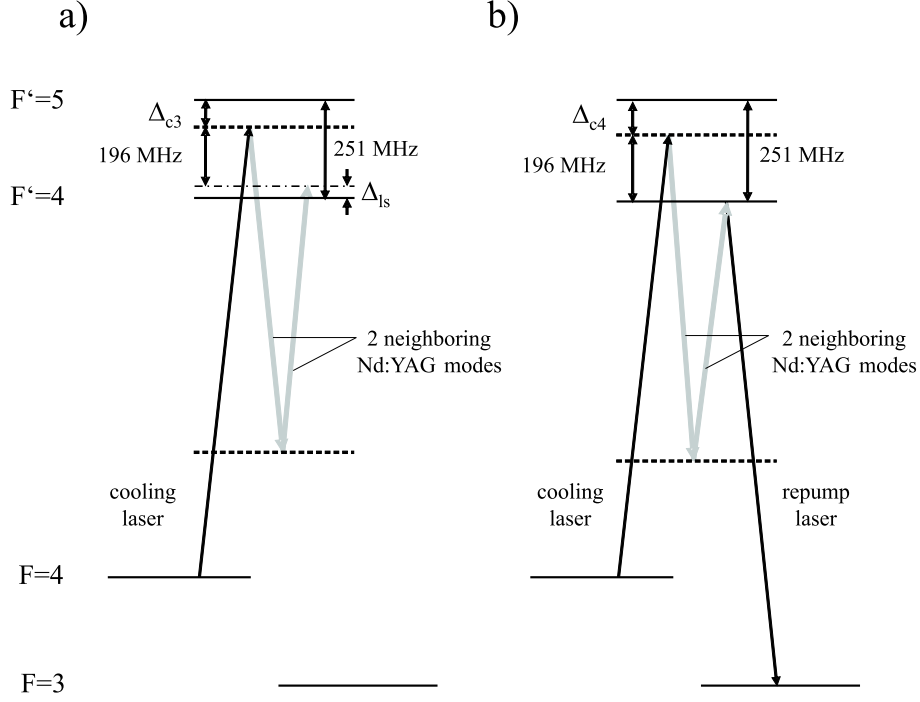 a)
b)
F‘=5
Δc3
196 MHz
251 MHz
F‘=4
Δls
2 neighboring
Nd:YAG modes
cooling
laser
F=4
F=3
Δc4
196 MHz
251 MHz
2 neighboring
Nd:YAG modes
cooling
laser
repump
laser